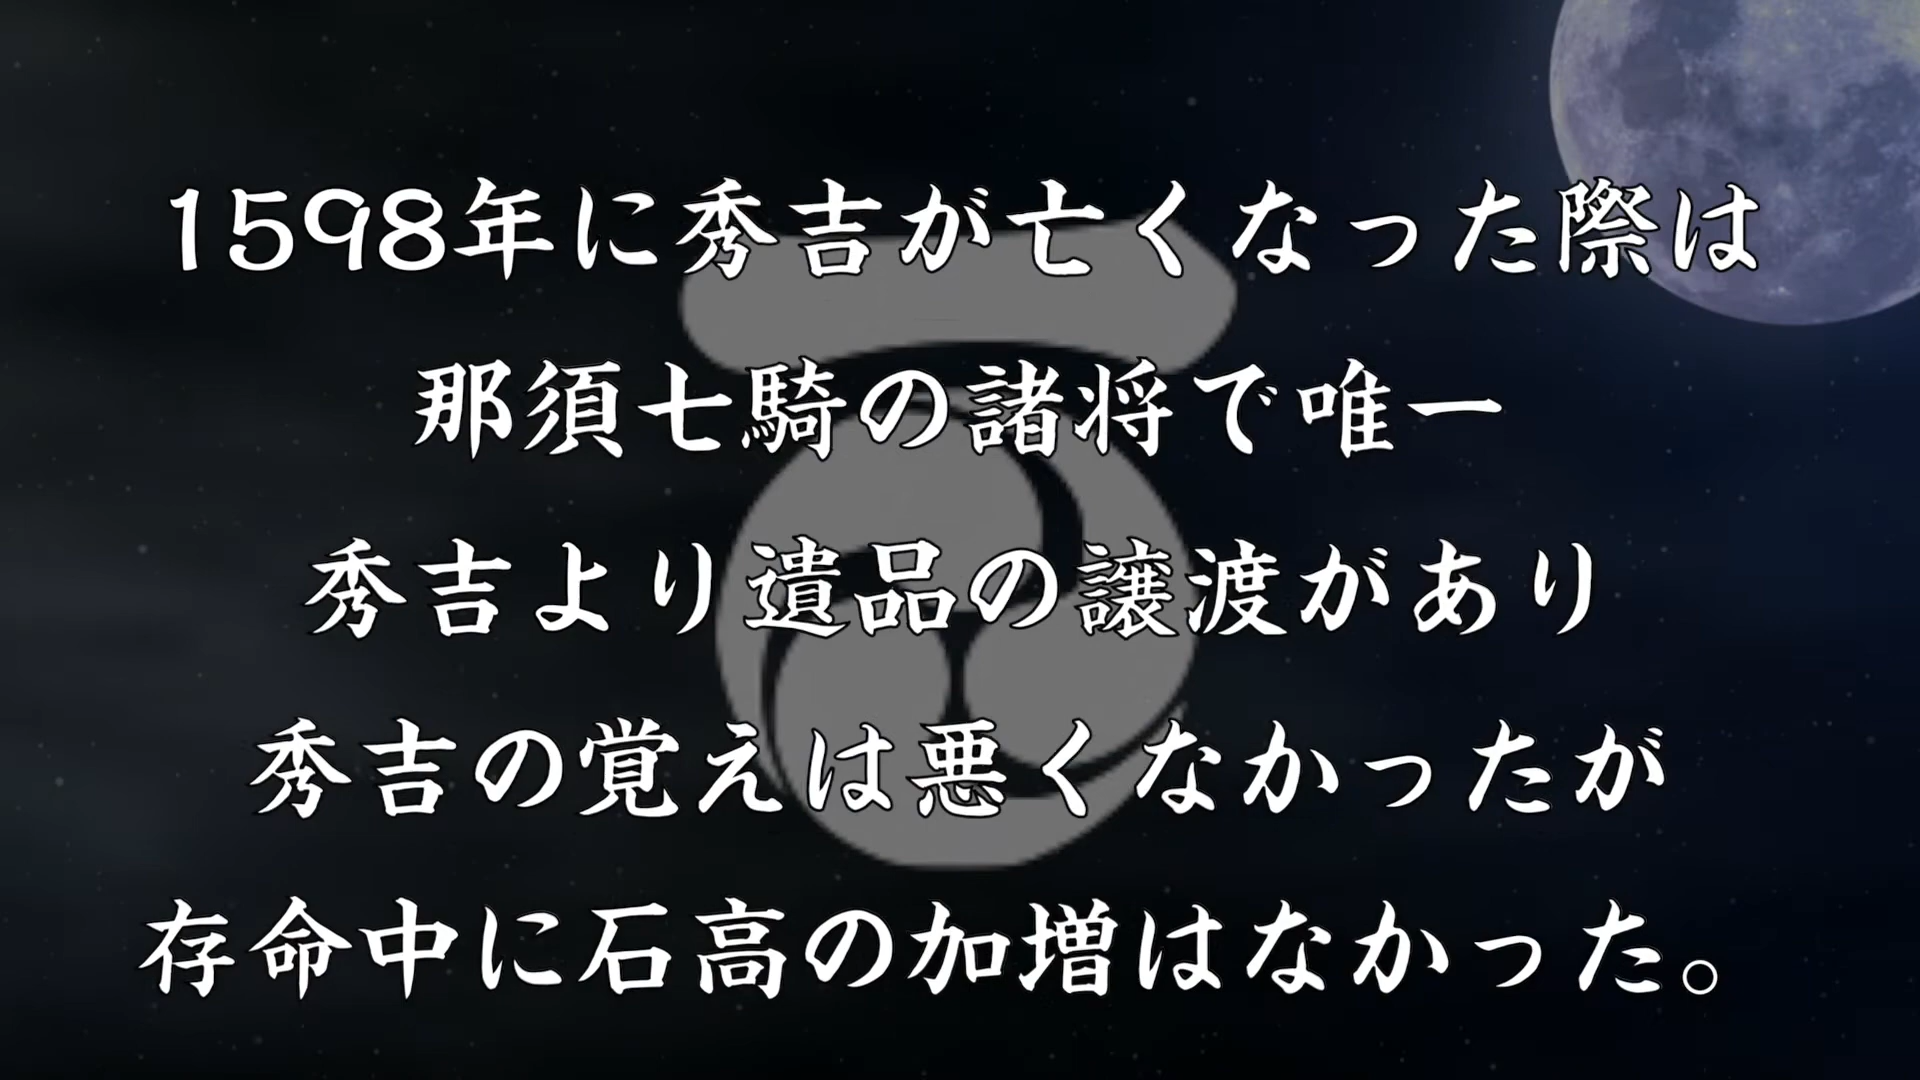 1598年に秀吉が亡くなった際は
那須七騎の諸将で唯一
秀吉より遺品の譲渡があり
秀吉の覚えは悪くなかったが
存命中に石高の加増はなかった。